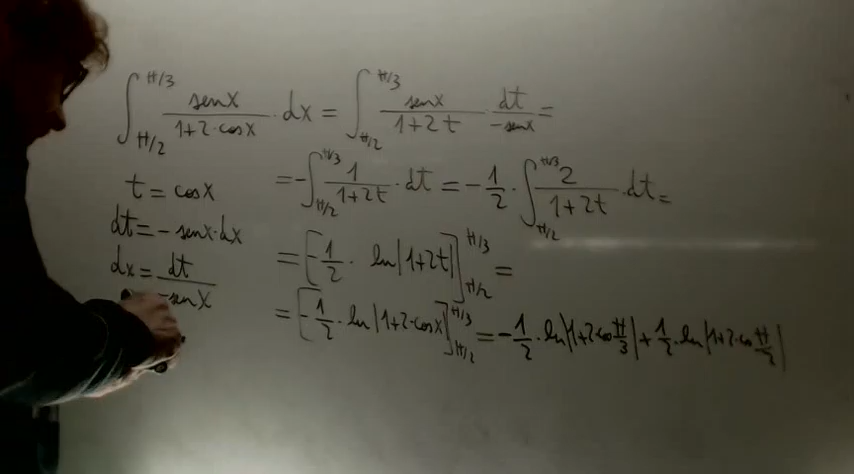 ∫_{π/2}^{π/3} senx/(1+2·cosx) · dx = ∫_{π/2}^{π/3} senx/(1+2t) · dt/(-senx) =
t = cosx
= -∫_{π/2}^{π/3} 1/(1+2t) · dt = -1/2 · ∫_{π/2}^{π/3} 2/(1+2t) · dt =
dt = - senx·dx
dx = dt/(-senx)
= [-1/2 · ln|1+2t|]_{π/2}^{π/3} =
= [-1/2 · ln|1+2·cosx|]_{π/2}^{π/3} = -1/2 · ln|1+2cos π/3| + 1/2 · ln|1+2·cos π/2|